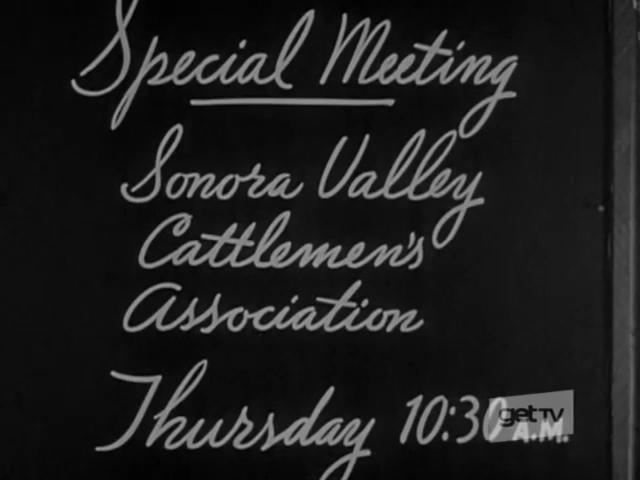 Special Meeting
Sonora Valley
Cattlemen's
Association
Thursday 10:30 A.M.
getTV